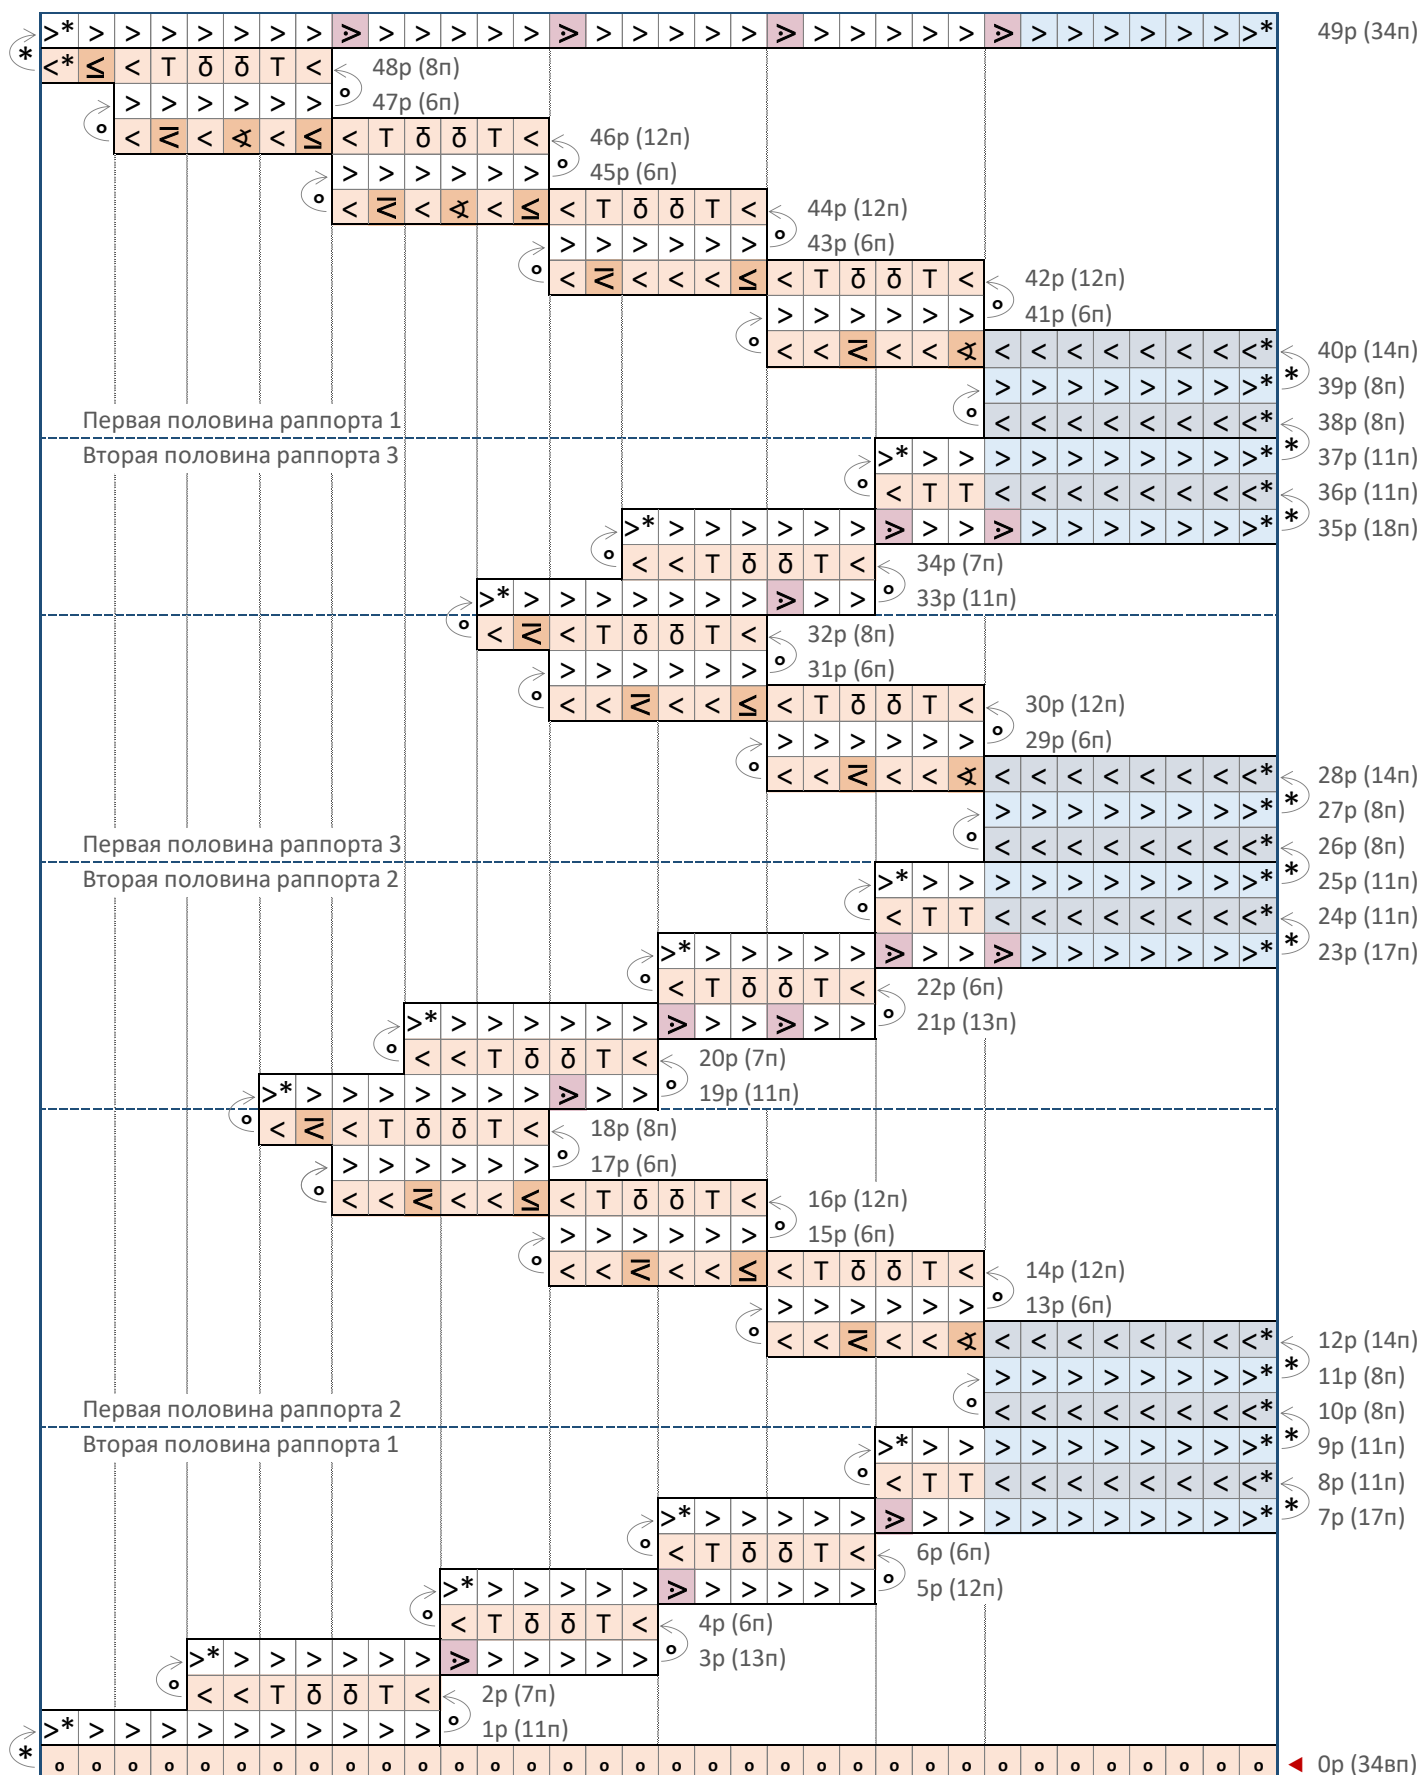 49р (34п)
48р (8п)
47р (6п)
46р (12п)
45р (6п)
44р (12п)
43р (6п)
42р (12п)
41р (6п)
40р (14п)
39р (8п)
Первая половина раппорта 1 38р (8п)
Вторая половина раппорта 3 37р (11п)
36р (11п)
35р (18п)
34р (7п)
33р (11п)
32р (8п)
31р (6п)
30р (12п)
29р (6п)
28р (14п)
27р (8п)
Первая половина раппорта 3 26р (8п)
Вторая половина раппорта 2 25р (11п)
24р (11п)
23р (17п)
22р (6п)
21р (13п)
20р (7п)
19р (11п)
18р (8п)
17р (6п)
16р (12п)
15р (6п)
14р (12п)
13р (6п)
12р (14п)
11р (8п)
Первая половина раппорта 2 10р (8п)
Вторая половина раппорта 1 9р (11п)
8р (11п)
7р (17п)
6р (6п)
5р (12п)
4р (6п)
3р (13п)
2р (7п)
1р (11п)
0р (34вп)